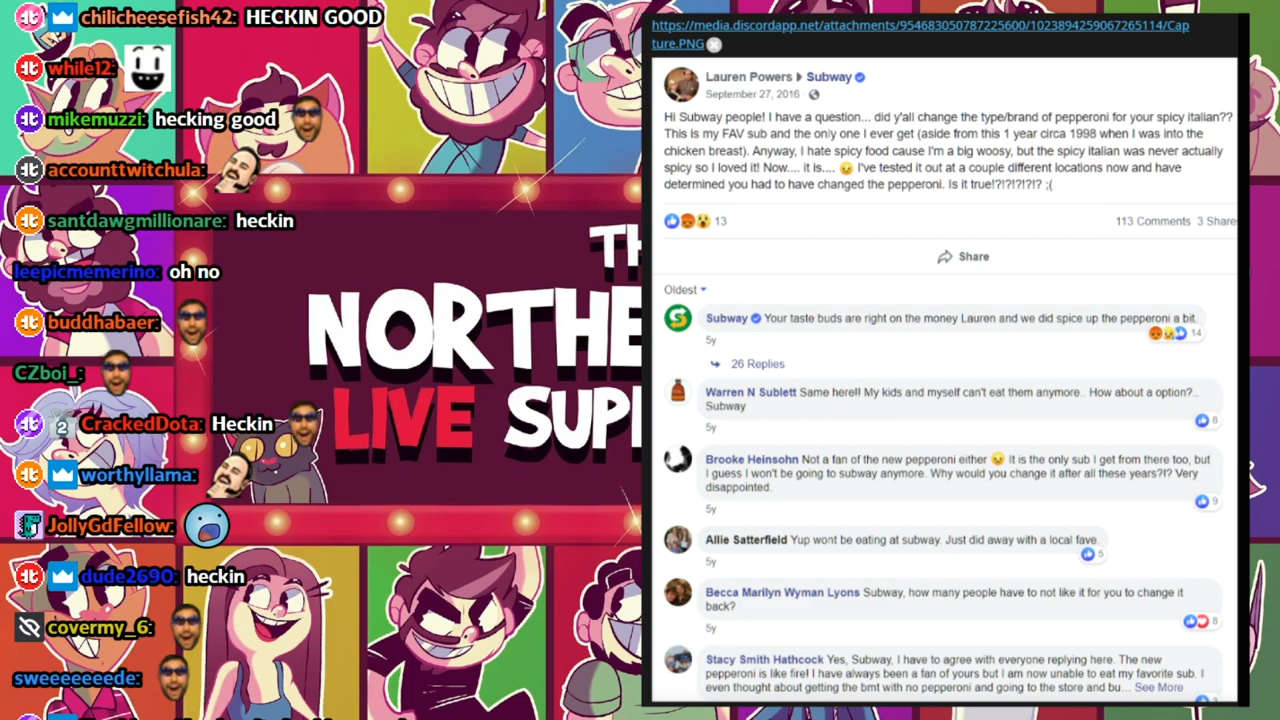 chilicheesefish42: HECKIN GOOD
while12:
mikemuzzi: hecking good
accounttwitchula:
santdawgmillionare: heckin
leepicmemerino: oh no
buddhabaer:
CZboi_:
2 CrackedDota: Heckin
worthyllama:
JollyGdFellow:
dude2690: heckin
covermy_6:
sweeeeeeede:
TH
NORTHE
LIVE SUP
https://media.discordapp.net/attachments/954683050787225600/1023894259067265114/Cap
ture.PNG
Lauren Powers Subway
September 27, 2016 ·
Hi Subway people! I have a question... did y'all change the type/brand of pepperoni for your spicy italian??
This is my FAV sub and the only one I ever get (aside from this 1 year circa 1998 when I was into the
chicken breast). Anyway, I hate spicy food cause I'm a big woosy, but the spicy italian was never actually
spicy so I loved it! Now.... it is.... 😟 I've tested it out at a couple different locations now and have
determined you had to have changed the pepperoni. Is it true!?!?!?!?!? ;(
13
113 Comments 3 Share
Share
Oldest
Subway Your taste buds are right on the money Lauren and we did spice up the pepperoni a bit.
14
5y
26 Replies
Warren N Sublett Same here!! My kids and myself can't eat them anymore.. How about a option?..
Subway
8
5y
Brooke Heinsohn Not a fan of the new pepperoni either 😟 It is the only sub I get from there too, but
I guess I won't be going to subway anymore. Why would you change it after all these years?!? Very
disappointed.
9
5y
Allie Satterfield Yup wont be eating at subway. Just did away with a local fave.
5
5y
Becca Marilyn Wyman Lyons Subway, how many people have to not like it for you to change it
back?
8
5y
Stacy Smith Hathcock Yes, Subway, I have to agree with everyone replying here. The new
pepperoni is like fire! I have always been a fan of yours but I am now unable to eat my favorite sub. I
even thought about getting the bmt with no pepperoni and going to the store and bu... See More